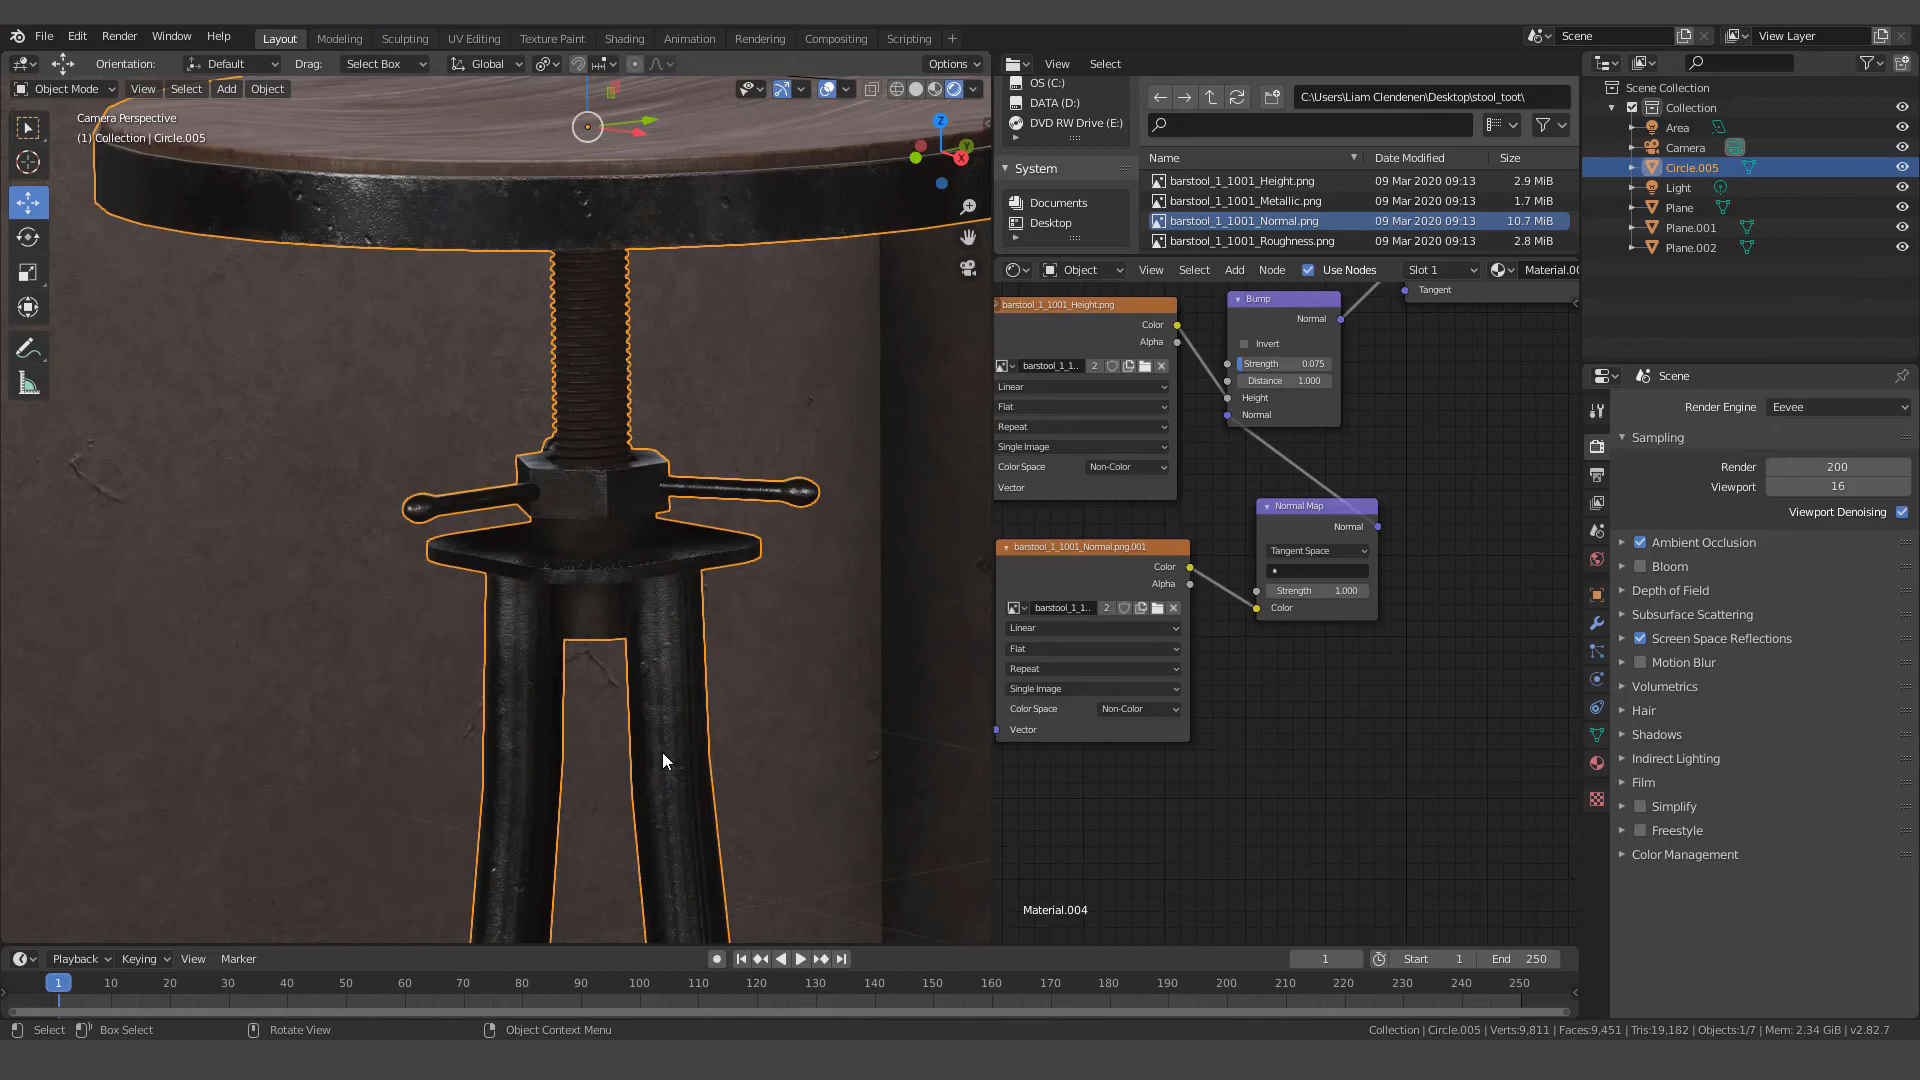 File Edit Render Window Help Layout Modeling Sculpting UV Editing Texture Paint Shading Animation Rendering Compositing Scripting + Scene View Layer
Orientation: Default Drag: Select Box Global Options
Object Mode View Select Add Object
Camera Perspective
(1) Collection | Circle.005
Z
Y
X
View Select
OS (C:)
DATA (D:)
DVD RW Drive (E:)
System
Documents
Desktop
C:\Users\Liam Clendenen\Desktop\stool_toot\
Name Date Modified Size
barstool_1_1001_Height.png 09 Mar 2020 09:13 2.9 MiB
barstool_1_1001_Metallic.png 09 Mar 2020 09:13 1.7 MiB
barstool_1_1001_Normal.png 09 Mar 2020 09:13 10.7 MiB
barstool_1_1001_Roughness.png 09 Mar 2020 09:13 2.8 MiB
Object View Select Add Node Use Nodes Slot 1 Material.00
Tangent
barstool_1_1001_Height.png
Color
Alpha
barstool_1_1.. 2
Linear
Flat
Repeat
Single Image
Color Space Non-Color
Vector
Bump
Normal
Invert
Strength 0.075
Distance 1.000
Height
Normal
Normal Map
Normal
Tangent Space
Strength 1.000
Color
barstool_1_1001_Normal.png.001
Color
Alpha
barstool_1_1.. 2
Linear
Flat
Repeat
Single Image
Color Space Non-Color
Vector
Material.004
Scene Collection
Collection
Area
Camera
Circle.005
Light
Plane
Plane.001
Plane.002
Scene
Render Engine Eevee
Sampling
Render 200
Viewport 16
Viewport Denoising
Ambient Occlusion
Bloom
Depth of Field
Subsurface Scattering
Screen Space Reflections
Motion Blur
Volumetrics
Hair
Shadows
Indirect Lighting
Film
Simplify
Freestyle
Color Management
Playback Keying View Marker 1 Start 1 End 250
1 10 20 30 40 50 60 70 80 90 100 110 120 130 140 150 160 170 180 190 200 210 220 230 240 250
Select Box Select Rotate View Object Context Menu Collection | Circle.005 | Verts:9,811 | Faces:9,451 | Tris:19,182 | Objects:1/7 | Mem: 2.34 GiB | v2.82.7